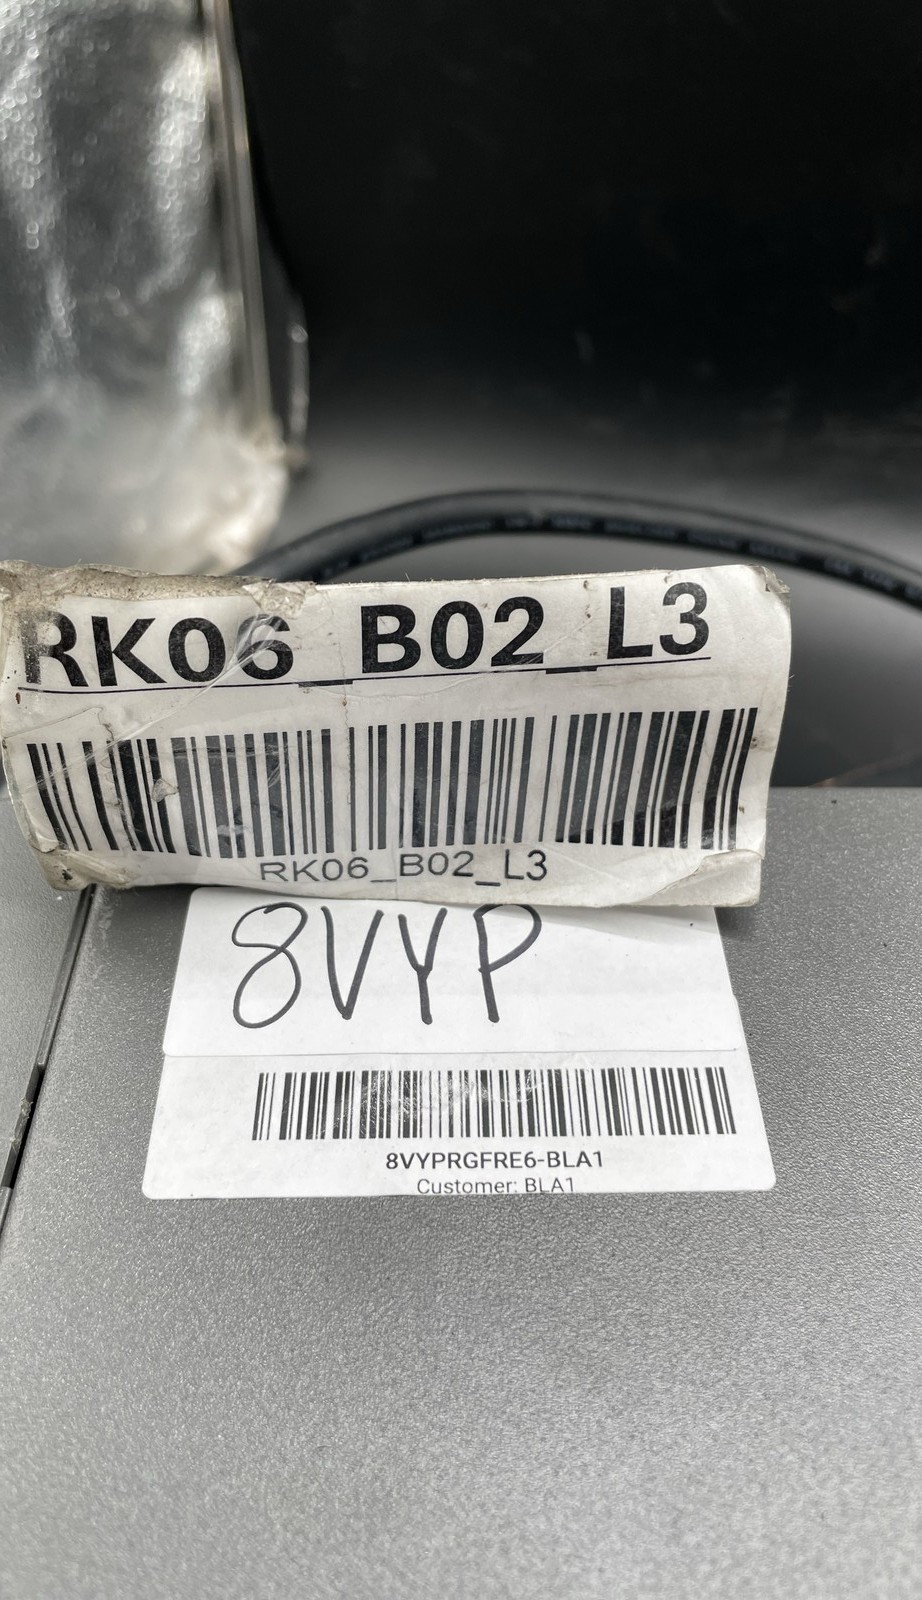 RK06_B02_L3
RK06_B02_L3
8VYP
8VYPRGFRE6-BLA1
Customer: BLA1